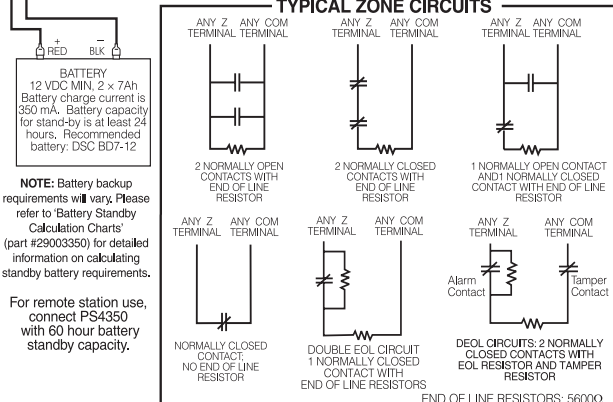 TYPICAL ZONE CIRCUITS
+ –
RED BLK
BATTERY
12 VDC MIN, 2 × 7Ah
Battery charge current is
350 mA. Battery capacity
for stand-by is at least 24
hours. Recommended
battery: DSC BD7-12
NOTE: Battery backup
requirements will vary. Please
refer to 'Battery Standby
Calculation Charts'
(part #29003350) for detailed
information on calculating
standby battery requirements.
For remote station use,
connect PS4350
with 60 hour battery
standby capacity.
ANY Z ANY COM
TERMINAL TERMINAL
2 NORMALLY OPEN
CONTACTS WITH
END OF LINE
RESISTOR
ANY Z ANY COM
TERMINAL TERMINAL
2 NORMALLY CLOSED
CONTACTS WITH
END OF LINE
RESISTOR
ANY Z ANY COM
TERMINAL TERMINAL
1 NORMALLY OPEN CONTACT
AND1 NORMALLY CLOSED
CONTACT WITH END OF LINE
RESISTOR
ANY Z ANY COM
TERMINAL TERMINAL
NORMALLY CLOSED
CONTACT;
NO END OF LINE
RESISTOR
ANY Z ANY COM
TERMINAL TERMINAL
DOUBLE EOL CIRCUIT
1 NORMALLY CLOSED
CONTACT WITH
END OF LINE RESISTORS
ANY Z ANY COM
TERMINAL TERMINAL
Alarm Tamper
Contact Contact
DEOL CIRCUITS: 2 NORMALLY
CLOSED CONTACTS WITH
EOL RESISTOR AND TAMPER
RESISTOR
END OF LINE RESISTORS: 5600Ω